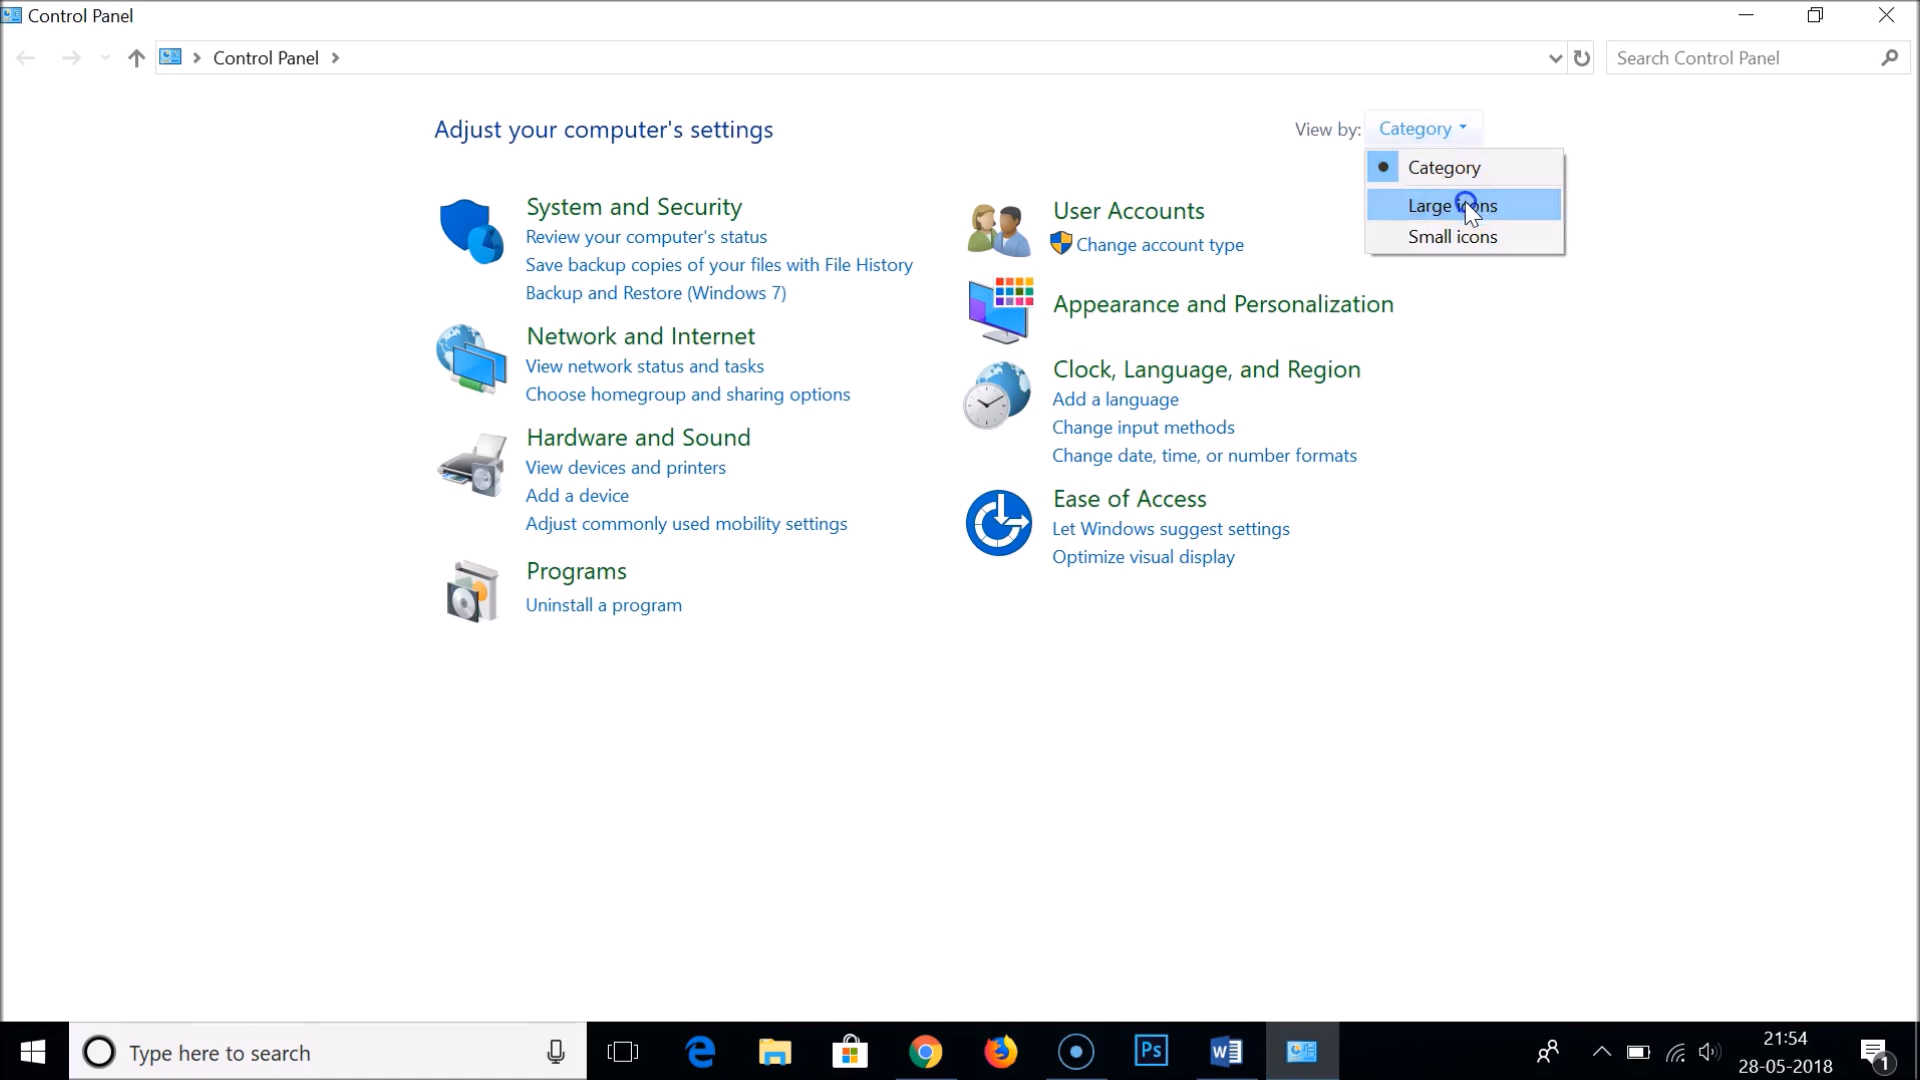 Control Panel
Control Panel
Search Control Panel
Adjust your computer's settings
View by: Category
Category
Large icons
Small icons
System and Security
Review your computer's status
Save backup copies of your files with File History
Backup and Restore (Windows 7)
Network and Internet
View network status and tasks
Choose homegroup and sharing options
Hardware and Sound
View devices and printers
Add a device
Adjust commonly used mobility settings
Programs
Uninstall a program
User Accounts
Change account type
Appearance and Personalization
Clock, Language, and Region
Add a language
Change input methods
Change date, time, or number formats
Ease of Access
Let Windows suggest settings
Optimize visual display
Type here to search
Ps
W
21:54
28-05-2018
1